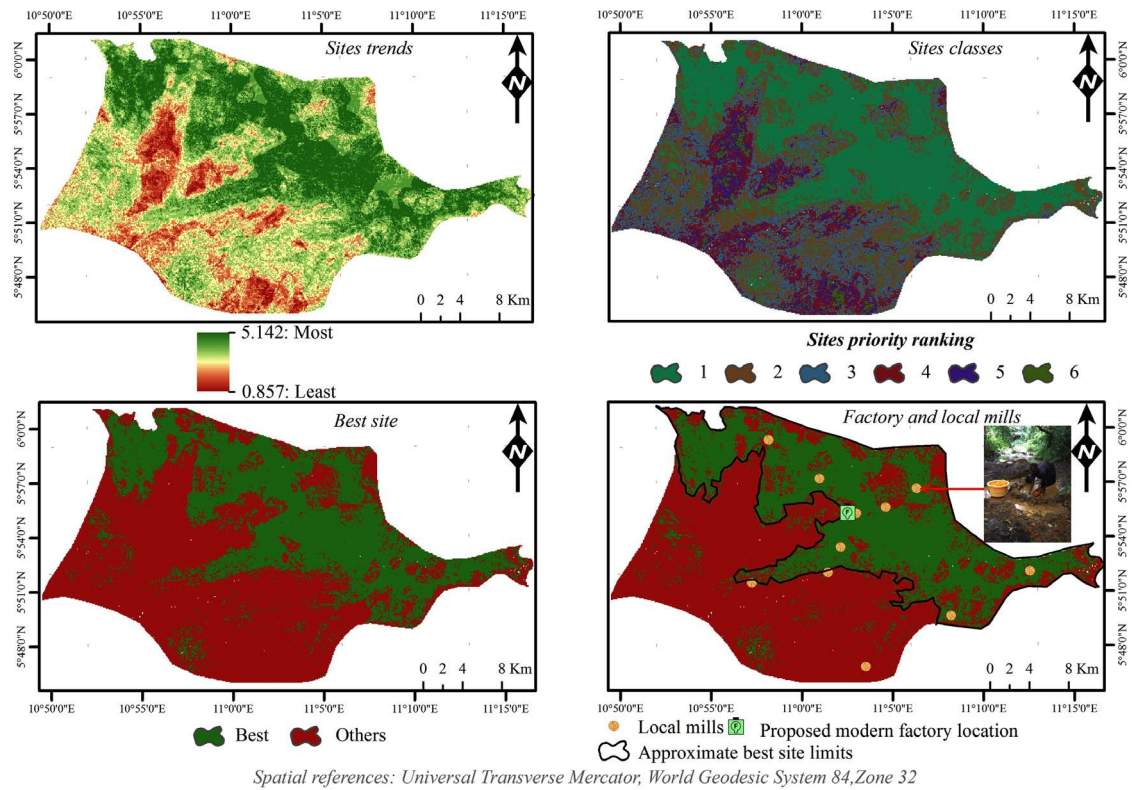 10°50'0"E 10°55'0"E 11°0'0"E 11°5'0"E 11°10'0"E 11°15'0"E
10°50'0"E 10°55'0"E 11°0'0"E 11°5'0"E 11°10'0"E 11°15'0"E
Sites trends
N
6°0'0"N
5°57'0"N
5°54'0"N
5°51'0"N
5°48'0"N
0 2 4 8 Km
Sites classes
N
6°0'0"N
5°57'0"N
5°54'0"N
5°51'0"N
5°48'0"N
0 2 4 8 Km
5.142: Most
0.857: Least
Sites priority ranking
1 2 3 4 5 6
Best site
N
6°0'0"N
5°57'0"N
5°54'0"N
5°51'0"N
5°48'0"N
0 2 4 8 Km
Factory and local mills
N
6°0'0"N
5°57'0"N
5°54'0"N
5°51'0"N
5°48'0"N
0 2 4 8 Km
10°50'0"E 10°55'0"E 11°0'0"E 11°5'0"E 11°10'0"E 11°15'0"E
10°50'0"E 10°55'0"E 11°0'0"E 11°5'0"E 11°10'0"E 11°15'0"E
Best Others
Local mills Proposed modern factory location
Approximate best site limits
Spatial references: Universal Transverse Mercator, World Geodesic System 84,Zone 32